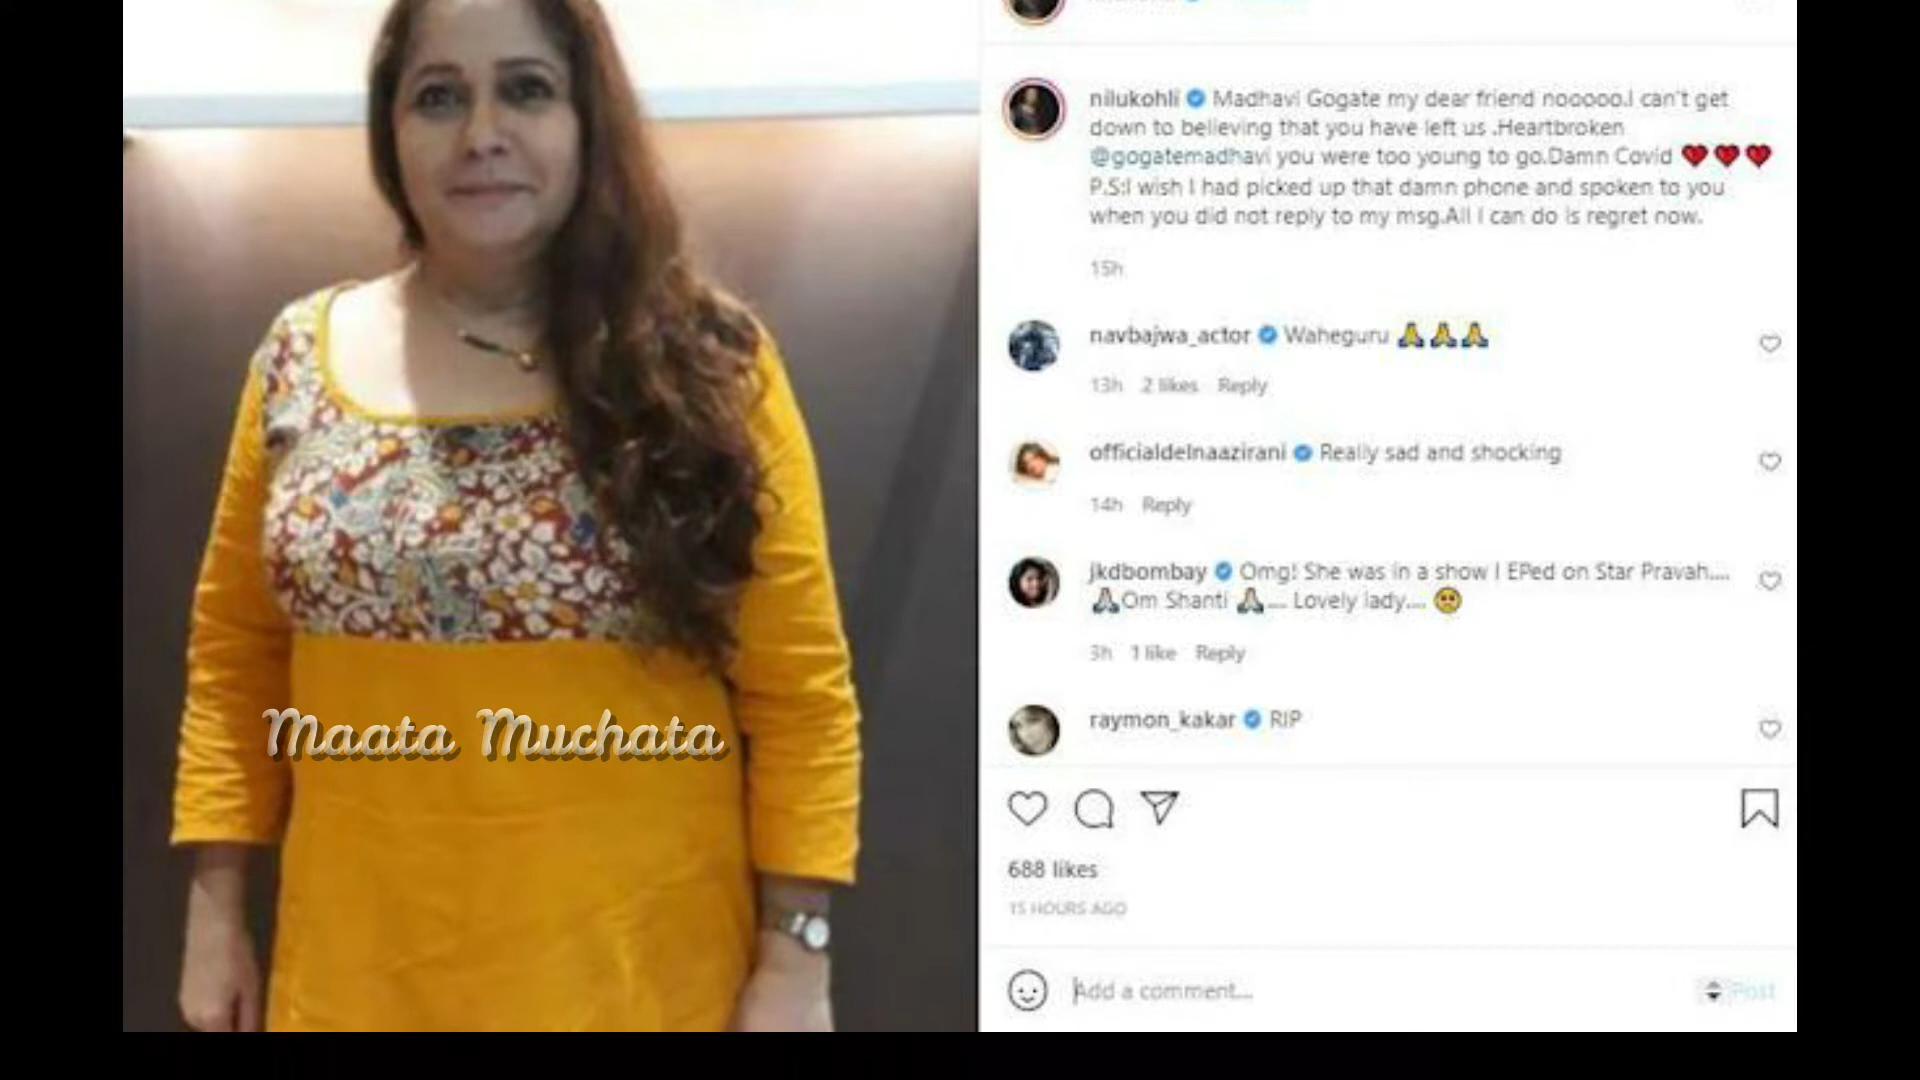 nilukohli Madhavi Gogate my dear friend nooooo.I can't get
down to believing that you have left us .Heartbroken
@gogatemadhavi you were too young to go.Damn Covid ❤️❤️❤️
P.S:I wish I had picked up that damn phone and spoken to you
when you did not reply to my msg.All I can do is regret now.
15h
navbajwa_actor Waheguru 🙏🙏🙏
13h 2 likes Reply
officialdelnaazirani Really sad and shocking
14h Reply
jkdbombay Omg! She was in a show I EPed on Star Pravah....
🙏Om Shanti 🙏.... Lovely lady.... 🥺
3h 1 like Reply
raymon_kakar RIP
Maata Muchata
688 likes
15 HOURS AGO
Add a comment...
Post